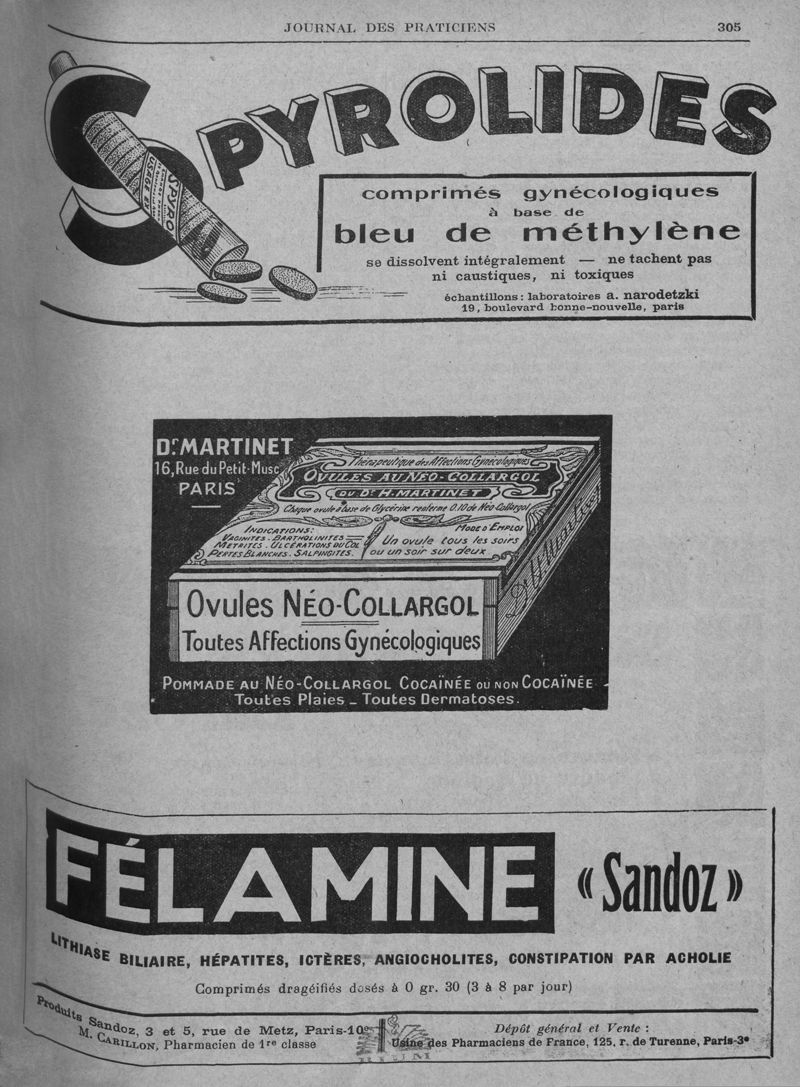 JOURNAL DES PRATICIENS
305
SPYROLIDES
SPYRO
USAGE EX
comprimés gynécologiques
à base de
bleu de méthylène
se dissolvent intégralement — ne tachent pas
ni caustiques, ni toxiques
échantillons: laboratoires a. narodetzki
19, boulevard bonne-nouvelle, paris
Dr MARTINET
16, Rue du Petit-Musc
PARIS
Thérapeutique des Affections Gynécologiques
OVULES AU NÉO-COLLARGOL
DU Dr H. MARTINET
Chaque ovule à base de Glycérine renferme 0.10 de Néo Collargol
INDICATIONS:
VAGINITES - BARTHOLINITES
METRITES - ULCÉRATIONS DU COL
PERTES BLANCHES. SALPINGITES.
MODE D'EMPLOI
Un ovule tous les soirs
ou un soir sur deux
Dr H Martinet
Ovules NÉO-COLLARGOL
Toutes Affections Gynécologiques
POMMADE AU NÉO-COLLARGOL COCAÏNÉE OU NON COCAÏNÉE
Toutes Plaies - Toutes Dermatoses.
FÉLAMINE « Sandoz »
LITHIASE BILIAIRE, HÉPATITES, ICTÈRES, ANGIOCHOLITES, CONSTIPATION PAR ACHOLIE
Comprimés dragéifiés dosés à 0 gr. 30 (3 à 8 par jour)
Produits Sandoz, 3 et 5, rue de Metz, Paris-10e
M. CARILLON, Pharmacien de 1re classe
Dépôt général et Vente :
Usine des Pharmaciens de France, 125, r. de Turenne, Paris-3e